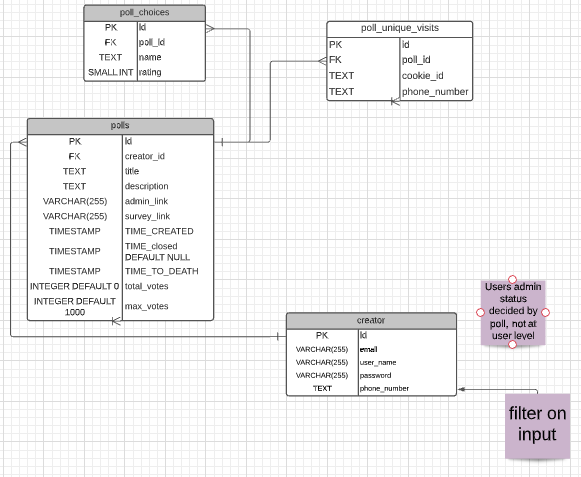 poll_choices
PK id
FK poll_id
TEXT name
SMALL INT rating
poll_unique_visits
PK id
FK poll_id
TEXT cookie_id
TEXT phone_number
polls
PK id
FK creator_id
TEXT title
TEXT description
VARCHAR(255) admin_link
VARCHAR(255) survey_link
TIMESTAMP TIME_CREATED
TIMESTAMP TIME_closed
DEFAULT NULL
TIMESTAMP TIME_TO_DEATH
INTEGER DEFAULT 0 total_votes
INTEGER DEFAULT
1000 max_votes
creator
PK id
VARCHAR(255) email
VARCHAR(255) user_name
VARCHAR(255) password
TEXT phone_number
Users admin
status
decided by
poll, not at
user level
filter on
input